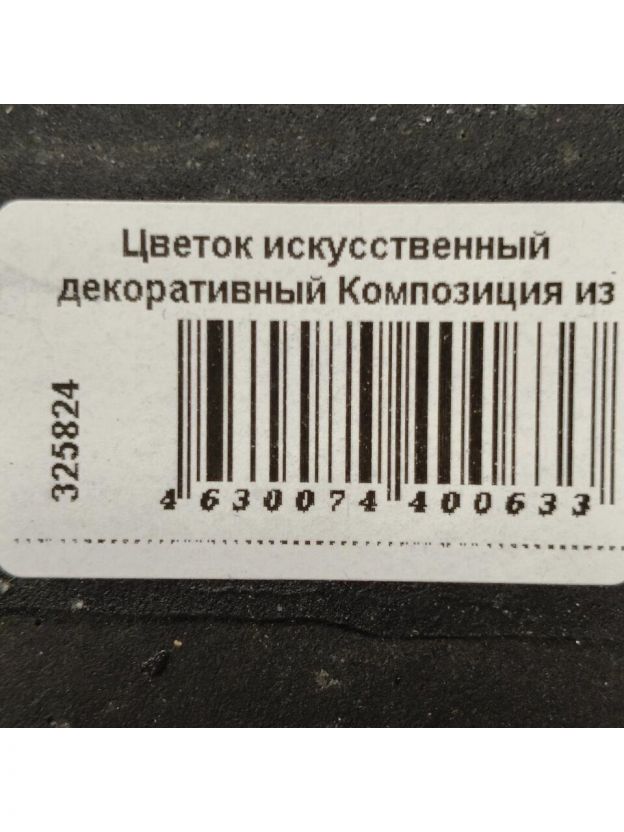 Цветок искусственный
декоративный Композиция из
325824
4 630074 400633